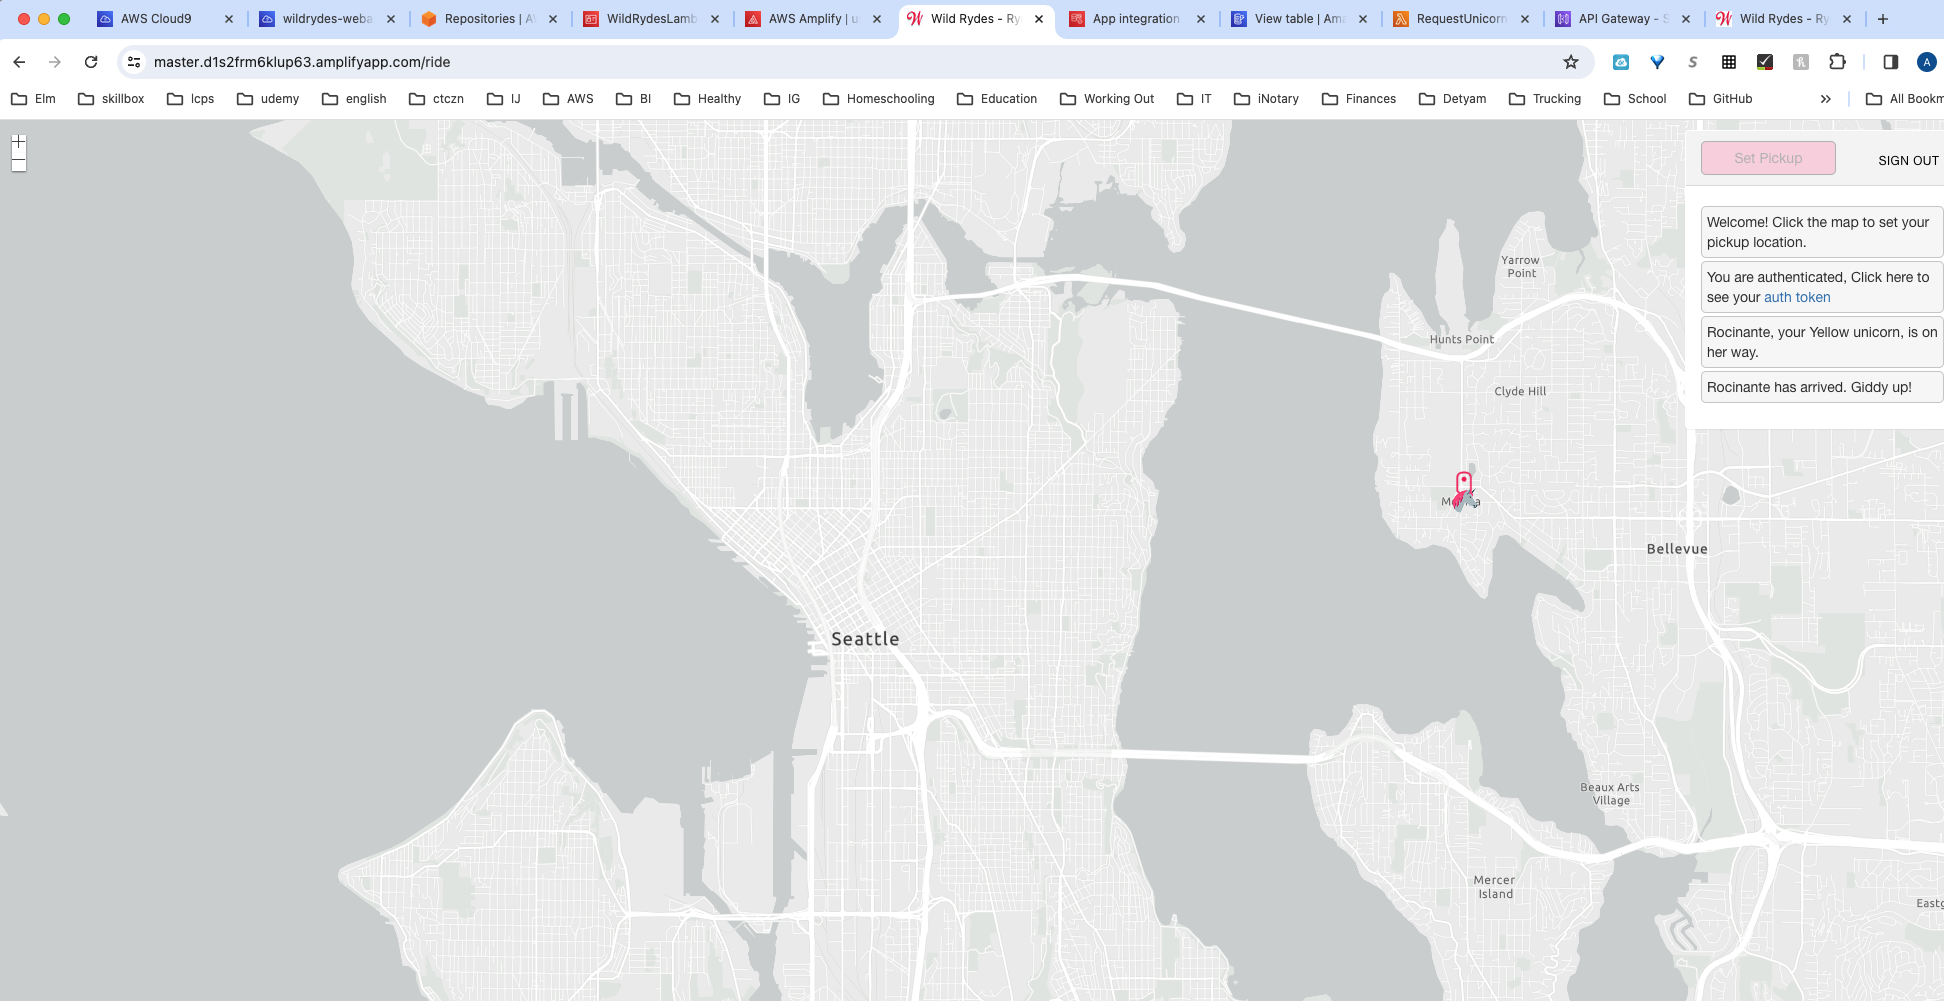 AWS Cloud9
wildrydes-weba
Repositories | A
WildRydesLamb
AWS Amplify | u
Wild Rydes - Ry
App integration
View table | Ama
RequestUnicorn
API Gateway - S
Wild Rydes - Ry
master.d1s2frm6klup63.amplifyapp.com/ride
A
Elm
skillbox
lcps
udemy
english
ctczn
IJ
AWS
BI
Healthy
IG
Homeschooling
Education
Working Out
IT
iNotary
Finances
Detyam
Trucking
School
GitHub
All Bookm
+
−
Set Pickup
SIGN OUT
Welcome! Click the map to set your
pickup location.
You are authenticated, Click here to
see your auth token
Rocinante, your Yellow unicorn, is on
her way.
Rocinante has arrived. Giddy up!
Yarrow
Point
Hunts Point
Clyde Hill
Bellevue
Seattle
Beaux Arts
Village
Mercer
Island
Eastg